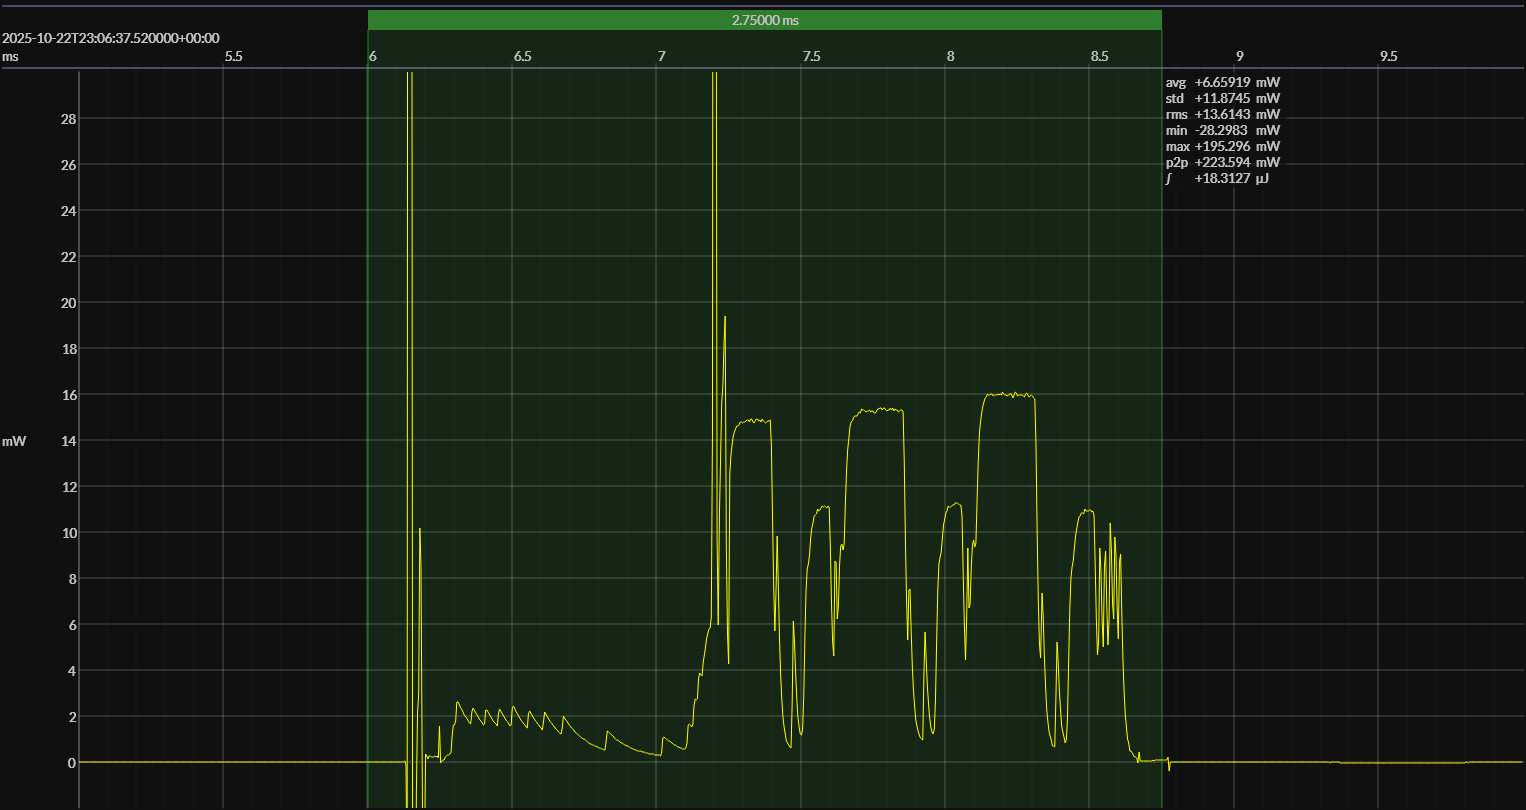 2.75000 ms
2025-10-22T23:06:37.520000+00:00
ms 5.5 6 6.5 7 7.5 8 8.5 9 9.5
avg +6.65919 mW
std +11.8745 mW
rms +13.6143 mW
min -28.2983 mW
max +195.296 mW
p2p +223.594 mW
∫ +18.3127 µJ
28
26
24
22
20
18
16
mW
14
12
10
8
6
4
2
0